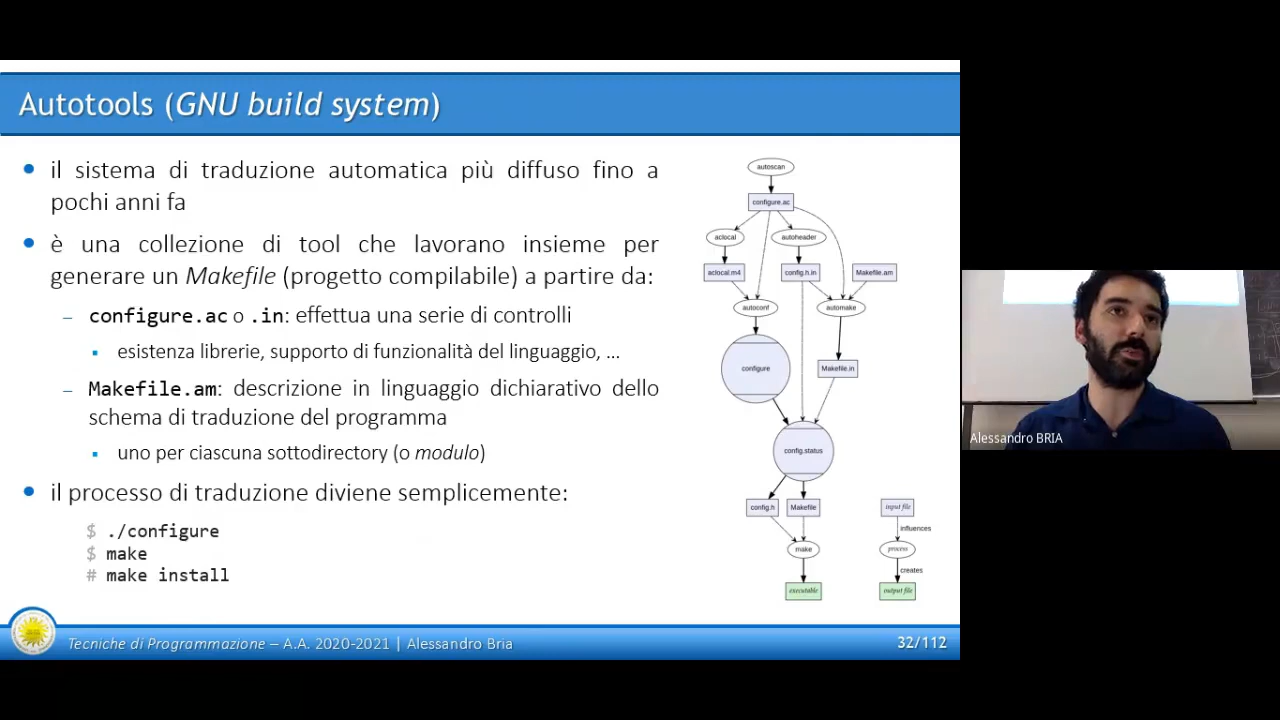 Autotools (GNU build system)
• il sistema di traduzione automatica più diffuso fino a
pochi anni fa
• è una collezione di tool che lavorano insieme per
generare un Makefile (progetto compilabile) a partire da:
– configure.ac o .in: effettua una serie di controlli
▪ esistenza librerie, supporto di funzionalità del linguaggio, …
– Makefile.am: descrizione in linguaggio dichiarativo dello
schema di traduzione del programma
▪ uno per ciascuna sottodirectory (o modulo)
• il processo di traduzione diviene semplicemente:
$ ./configure
$ make
# make install
autoscan
configure.ac
aclocal
autoheader
aclocal.m4
config.h.in
Makefile.am
autoconf
automake
configure
Makefile.in
config.status
config.h
Makefile
make
executable
input file
influences
process
creates
output file
Alessandro BRIA
Tecniche di Programmazione – A.A. 2020-2021 | Alessandro Bria
32/112